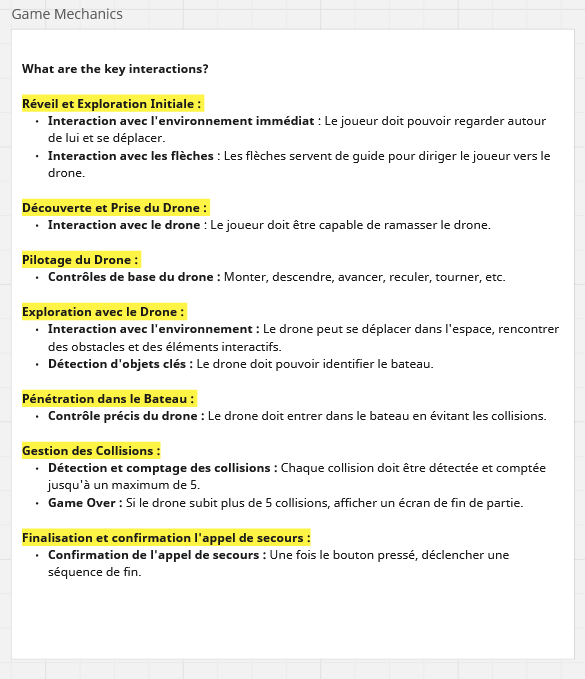 Game Mechanics
What are the key interactions?
Réveil et Exploration Initiale :
• Interaction avec l'environnement immédiat : Le joueur doit pouvoir regarder autour
de lui et se déplacer.
• Interaction avec les flèches : Les flèches servent de guide pour diriger le joueur vers le
drone.
Découverte et Prise du Drone :
• Interaction avec le drone : Le joueur doit être capable de ramasser le drone.
Pilotage du Drone :
• Contrôles de base du drone : Monter, descendre, avancer, reculer, tourner, etc.
Exploration avec le Drone :
• Interaction avec l'environnement : Le drone peut se déplacer dans l'espace, rencontrer
des obstacles et des éléments interactifs.
• Détection d'objets clés : Le drone doit pouvoir identifier le bateau.
Pénétration dans le Bateau :
• Contrôle précis du drone : Le drone doit entrer dans le bateau en évitant les collisions.
Gestion des Collisions :
• Détection et comptage des collisions : Chaque collision doit être détectée et comptée
jusqu'à un maximum de 5.
• Game Over : Si le drone subit plus de 5 collisions, afficher un écran de fin de partie.
Finalisation et confirmation l'appel de secours :
• Confirmation de l'appel de secours : Une fois le bouton pressé, déclencher une
séquence de fin.